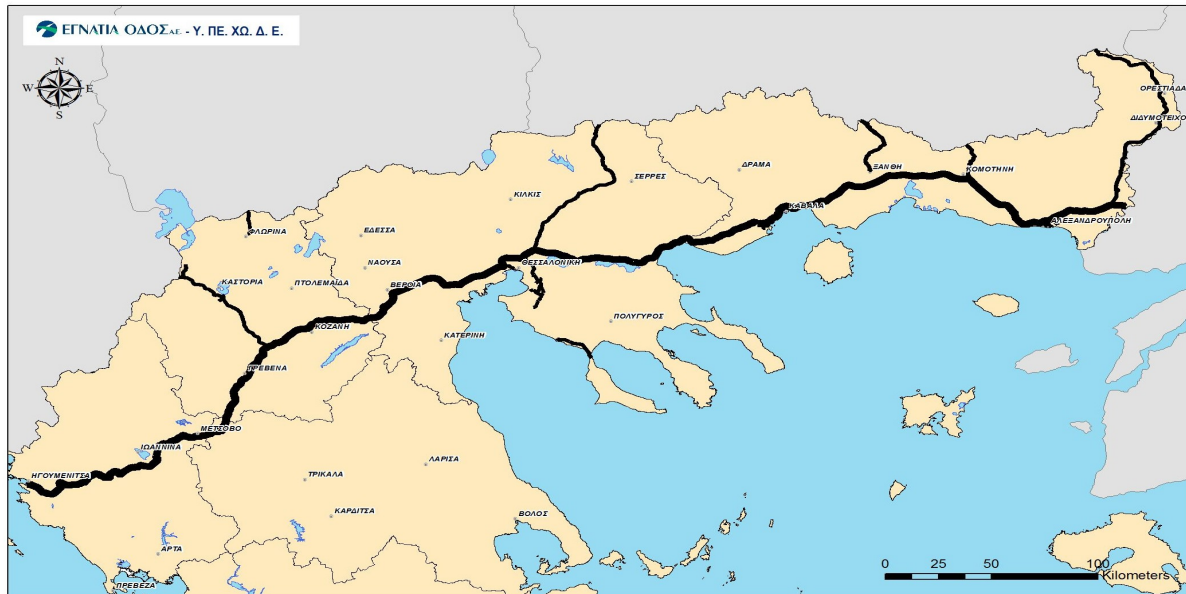 ΕΓΝΑΤΙΑ ΟΔΟΣ Α.Ε. - Υ. ΠΕ. ΧΩ. Δ. Ε.
N
W E
S
ΟΡΕΣΤΙΑΔΑ
ΔΙΔΥΜΟΤΕΙΧΟ
ΔΡΑΜΑ
ΞΑΝΘΗ
ΚΟΜΟΤΗΝΗ
ΣΕΡΡΕΣ
ΚΙΛΚΙΣ
ΚΑΒΑΛΑ
ΑΛΕΞΑΝΔΡΟΥΠΟΛΗ
ΦΛΩΡΙΝΑ
ΕΔΕΣΣΑ
ΘΕΣΣΑΛΟΝΙΚΗ
ΝΑΟΥΣΑ
ΚΑΣΤΟΡΙΑ
ΠΤΟΛΕΜΑΪΔΑ
ΒΕΡΟΙΑ
ΠΟΛΥΓΥΡΟΣ
ΚΟΖΑΝΗ
ΚΑΤΕΡΙΝΗ
ΓΡΕΒΕΝΑ
ΜΕΤΣΟΒΟ
ΙΩΑΝΝΙΝΑ
ΛΑΡΙΣΑ
ΗΓΟΥΜΕΝΙΤΣΑ
ΤΡΙΚΑΛΑ
ΚΑΡΔΙΤΣΑ
ΒΟΛΟΣ
ΑΡΤΑ
ΠΡΕΒΕΖΑ
0 25 50 100
Kilometers